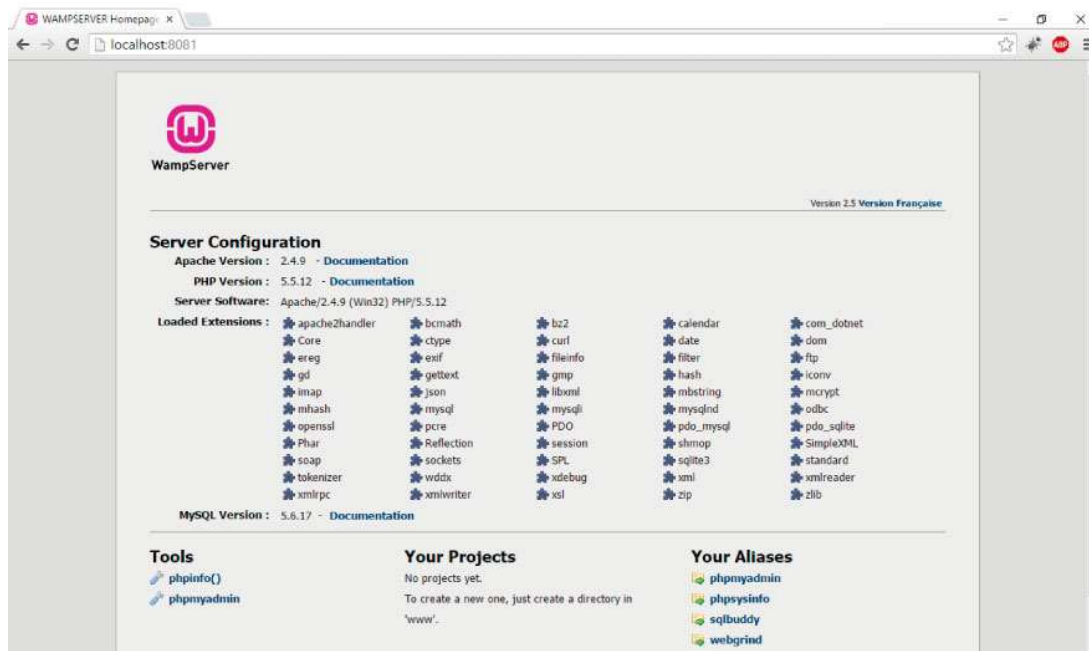 WAMPSERVER Homepage
localhost:8081
ABP
WampServer
Version 2.5 Version Française
Server Configuration
Apache Version : 2.4.9 - Documentation
PHP Version : 5.5.12 - Documentation
Server Software: Apache/2.4.9 (Win32) PHP/5.5.12
Loaded Extensions : apache2handler bcmath bz2 calendar com_dotnet
Core ctype curl date dom
ereg exif fileinfo filter ftp
gd gettext gmp hash iconv
imap json libxml mbstring mcrypt
mhash mysql mysqli mysqlnd odbc
openssl pcre PDO pdo_mysql pdo_sqlite
Phar Reflection session shmop SimpleXML
soap sockets SPL sqlite3 standard
tokenizer wddx xdebug xml xmlreader
xmlrpc xmlwriter xsl zip zlib
MySQL Version : 5.6.17 - Documentation
Tools
phpinfo()
phpmyadmin
Your Projects
No projects yet.
To create a new one, just create a directory in
'www'.
Your Aliases
phpmyadmin
phpsysinfo
sqlbuddy
webgrind